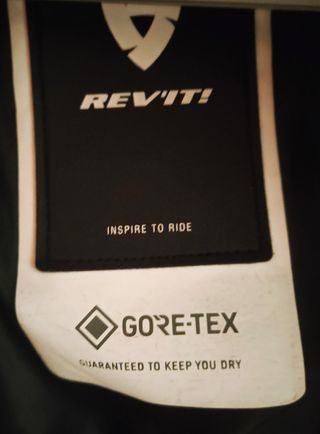 REV'IT!
INSPIRE TO RIDE
GORE-TEX
GUARANTEED TO KEEP YOU DRY